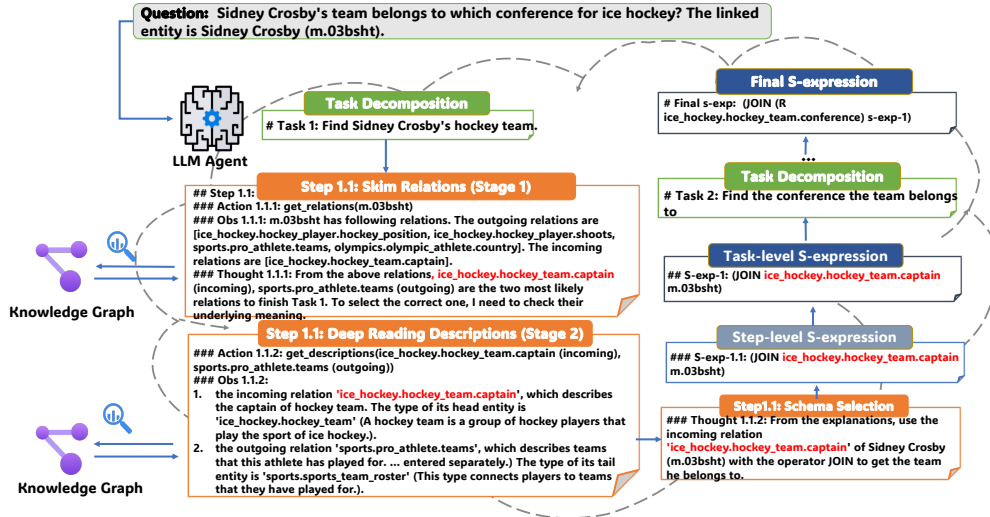 Question: Sidney Crosby's team belongs to which conference for ice hockey? The linked
entity is Sidney Crosby (m.03bsht).
LLM Agent
Task Decomposition
# Task 1: Find Sidney Crosby's hockey team.
Step 1.1: Skim Relations (Stage 1)
## Step 1.1:
### Action 1.1.1: get_relations(m.03bsht)
### Obs 1.1.1: m.03bsht has following relations. The outgoing relations are
[ice_hockey.hockey_player.hockey_position, ice_hockey.hockey_player.shoots,
sports.pro_athlete.teams, olympics.olympic_athlete.country]. The incoming
relations are [ice_hockey.hockey_team.captain].
### Thought 1.1.1: From the above relations, ice_hockey.hockey_team.captain
(incoming), sports.pro_athlete.teams (outgoing) are the two most likely
relations to finish Task 1. To select the correct one, I need to check their
underlying meaning.
Knowledge Graph
Step 1.1: Deep Reading Descriptions (Stage 2)
### Action 1.1.2: get_descriptions(ice_hockey.hockey_team.captain (incoming),
sports.pro_athlete.teams (outgoing))
### Obs 1.1.2:
1. the incoming relation 'ice_hockey.hockey_team.captain', which describes
the captain of hockey team. The type of its head entity is
'ice_hockey.hockey_team' (A hockey team is a group of hockey players that
play the sport of ice hockey.).
2. the outgoing relation 'sports.pro_athlete.teams', which describes teams
that this athlete has played for. ... entered separately.) The type of its tail
entity is 'sports.sports_team_roster' (This type connects players to teams
that they have played for.).
Knowledge Graph
Step1.1: Schema Selection
### Thought 1.1.2: From the explanations, use the
incoming relation
'ice_hockey.hockey_team.captain' of Sidney Crosby
(m.03bsht) with the operator JOIN to get the team
he belongs to.
Step-level S-expression
### S-exp-1.1: (JOIN ice_hockey.hockey_team.captain
m.03bsht)
Task-level S-expression
## S-exp-1: (JOIN ice_hockey.hockey_team.captain
m.03bsht)
Task Decomposition
# Task 2: Find the conference the team belongs
to
...
Final S-expression
# Final s-exp: (JOIN (R
ice_hockey.hockey_team.conference) s-exp-1)